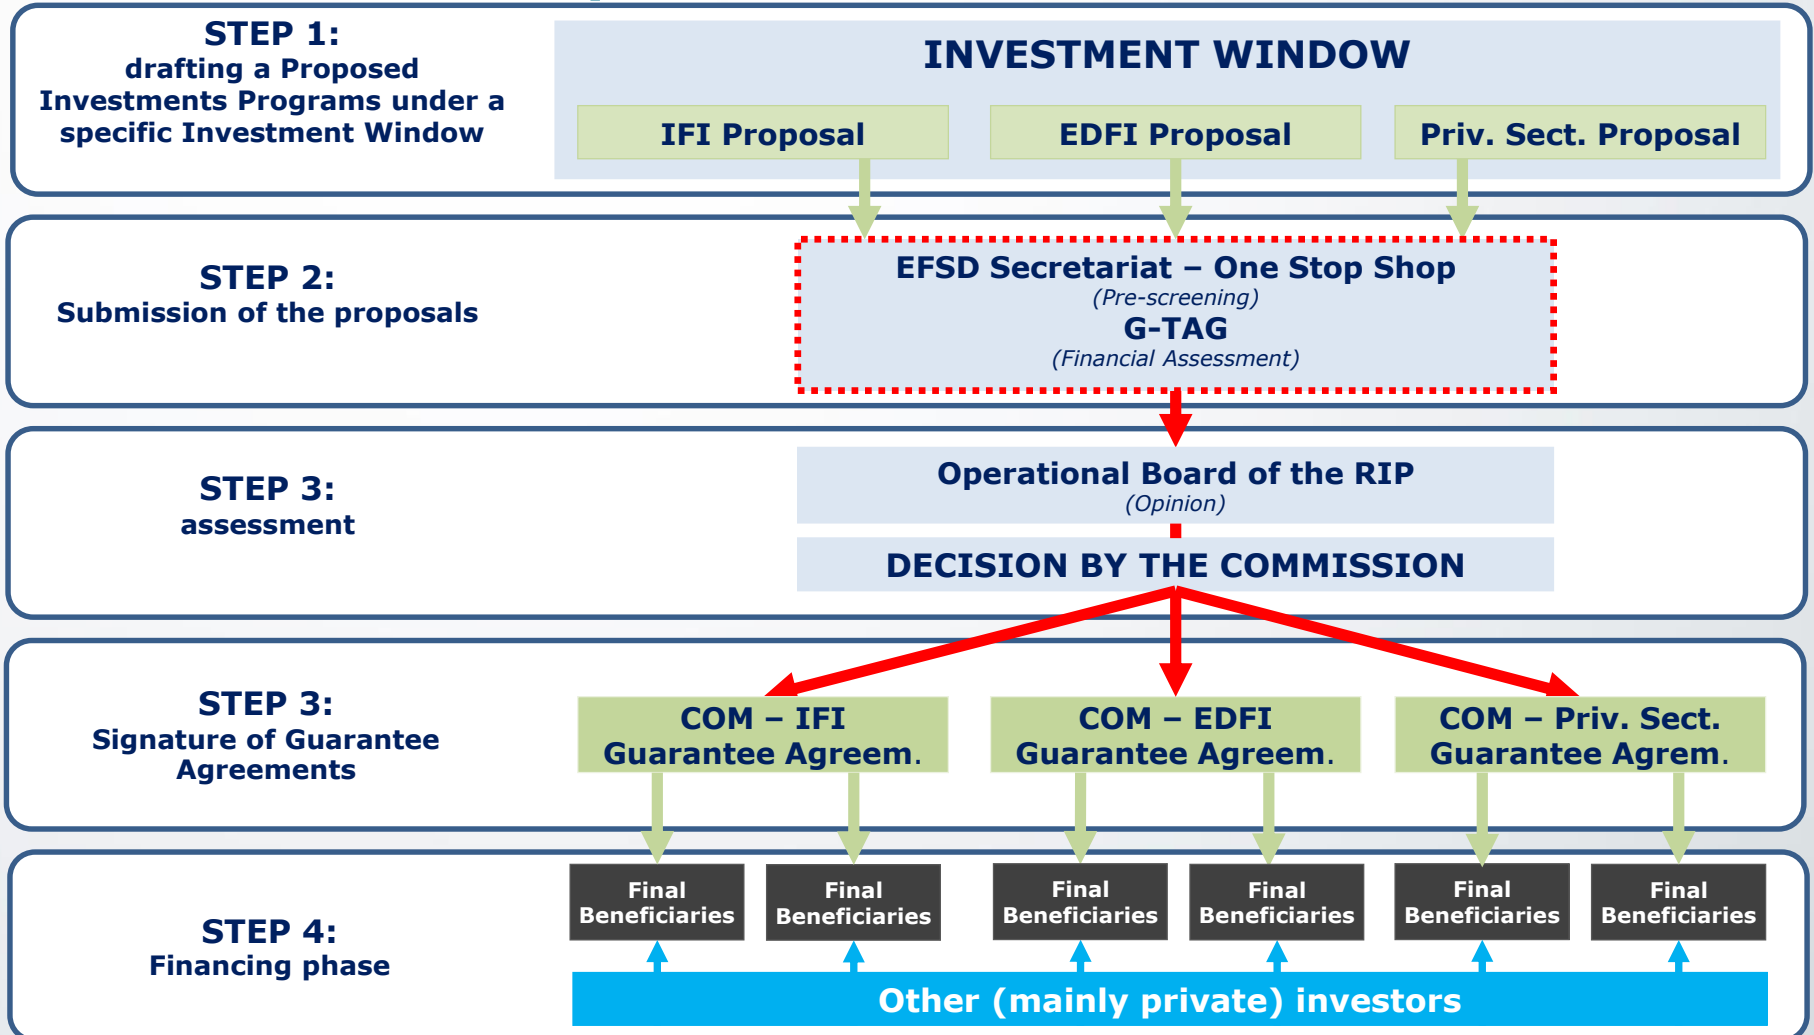 STEP 1:
drafting a Proposed
Investments Programs under a
specific Investment Window
INVESTMENT WINDOW
IFI Proposal
EDFI Proposal
Priv. Sect. Proposal
STEP 2:
Submission of the proposals
EFSD Secretariat – One Stop Shop
(Pre-screening)
G-TAG
(Financial Assessment)
STEP 3:
assessment
Operational Board of the RIP
(Opinion)
DECISION BY THE COMMISSION
STEP 3:
Signature of Guarantee
Agreements
COM – IFI
Guarantee Agreem.
COM – EDFI
Guarantee Agreem.
COM – Priv. Sect.
Guarantee Agrem.
STEP 4:
Financing phase
Final
Beneficiaries
Final
Beneficiaries
Final
Beneficiaries
Final
Beneficiaries
Final
Beneficiaries
Final
Beneficiaries
Other (mainly private) investors